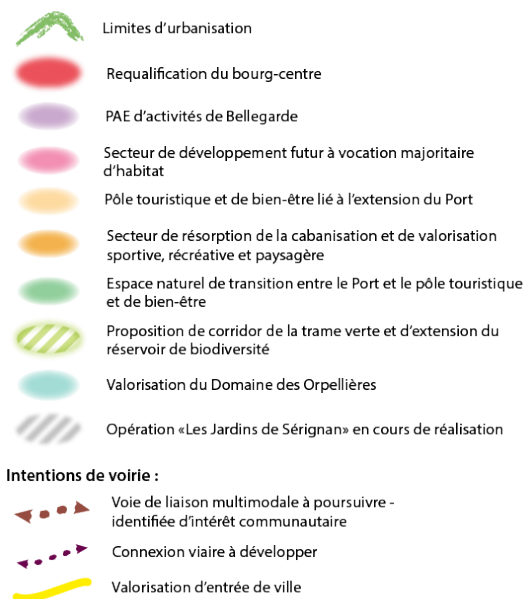 Limites d'urbanisation
Requalification du bourg-centre
PAE d'activités de Bellegarde
Secteur de développement futur à vocation majoritaire
d'habitat
Pôle touristique et de bien-être lié à l'extension du Port
Secteur de résorption de la cabanisation et de valorisation
sportive, récréative et paysagère
Espace naturel de transition entre le Port et le pôle touristique
et de bien-être
Proposition de corridor de la trame verte et d'extension du
réservoir de biodiversité
Valorisation du Domaine des Orpellières
Opération «Les Jardins de Sérignan» en cours de réalisation
Intentions de voirie :
Voie de liaison multimodale à poursuivre -
identifiée d'intérêt communautaire
Connexion viaire à développer
Valorisation d'entrée de ville